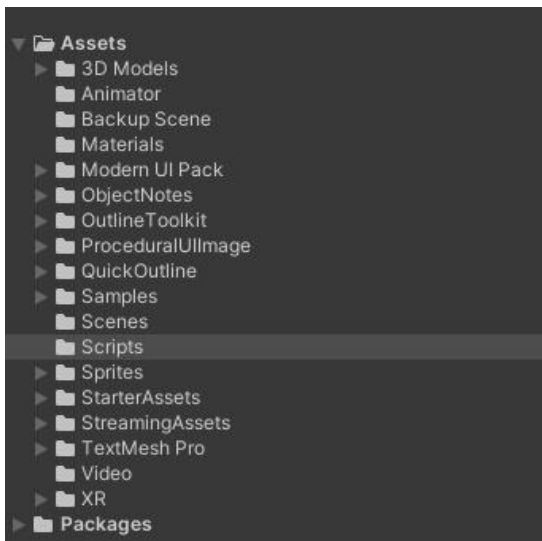 Assets
3D Models
Animator
Backup Scene
Materials
Modern UI Pack
ObjectNotes
OutlineToolkit
ProceduralUIImage
QuickOutline
Samples
Scenes
Scripts
Sprites
StarterAssets
StreamingAssets
TextMesh Pro
Video
XR
Packages